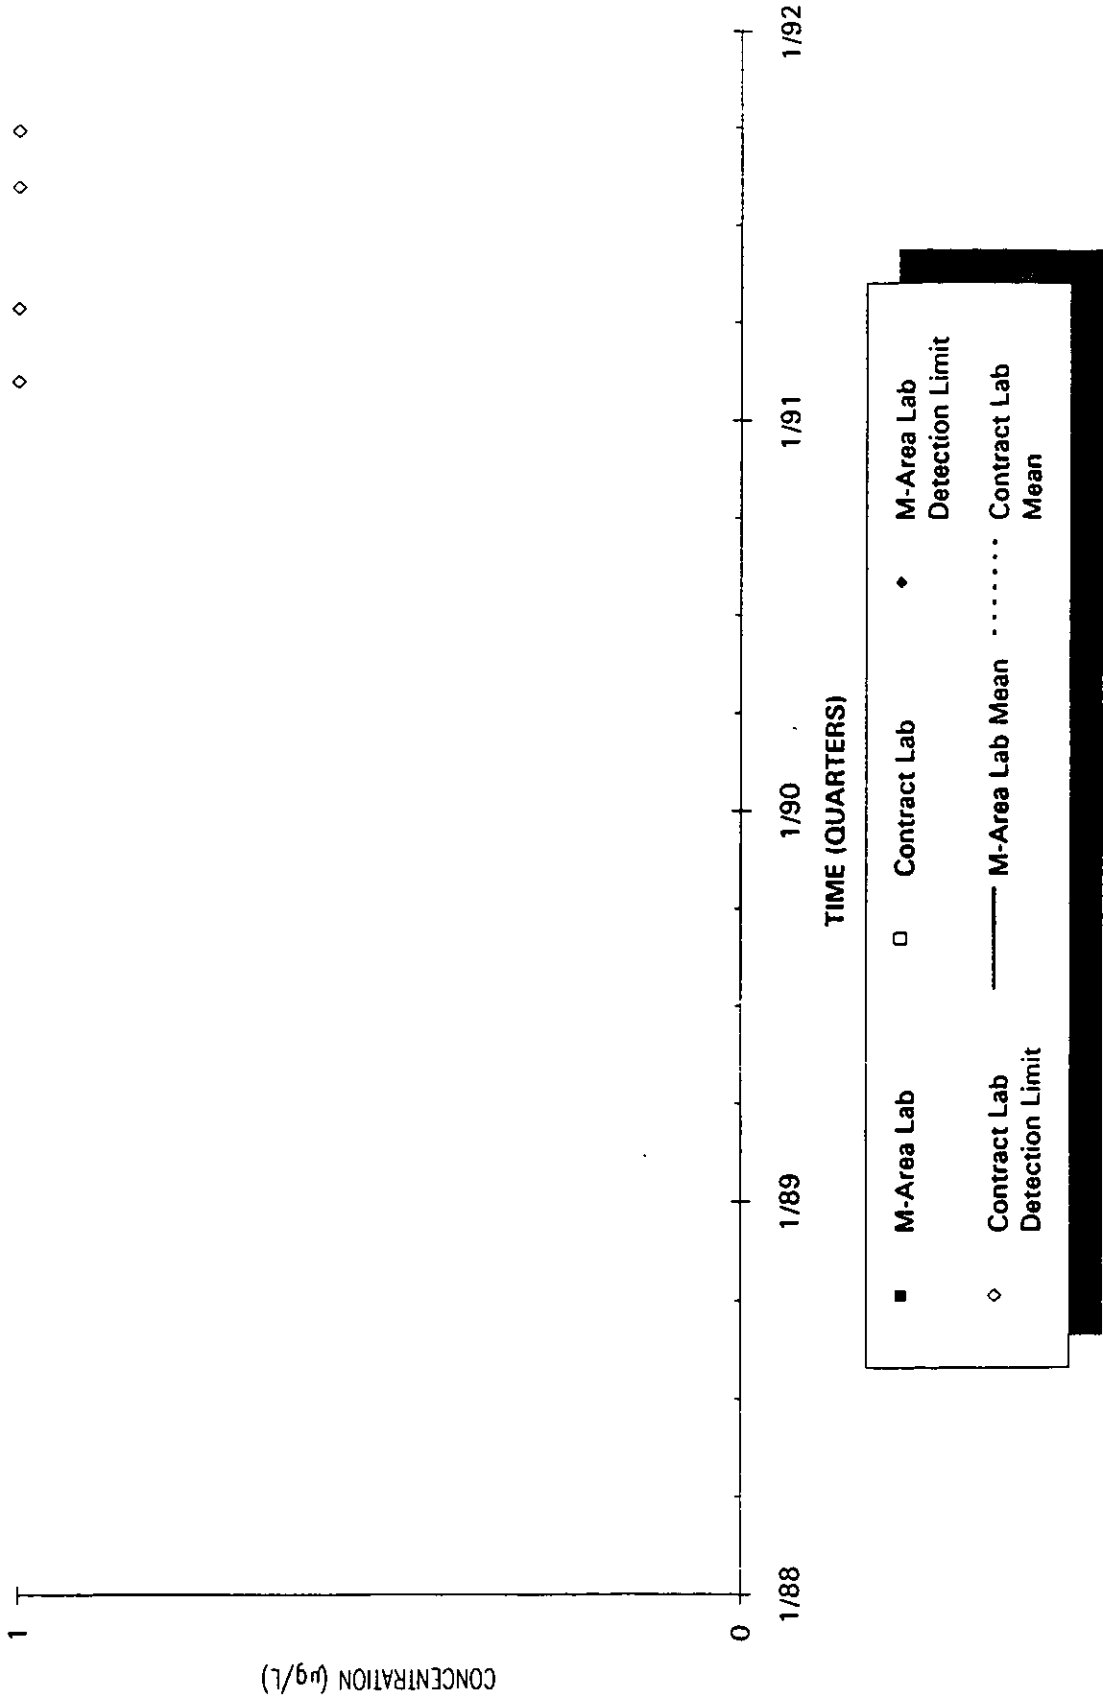 CONCENTRATION (µg/L)
1
0
1/88
1/89
1/90
1/91
1/92
TIME (QUARTERS)
M-Area Lab
Contract Lab
M-Area Lab
Detection Limit
Contract Lab
Detection Limit
M-Area Lab Mean
Contract Lab
Mean